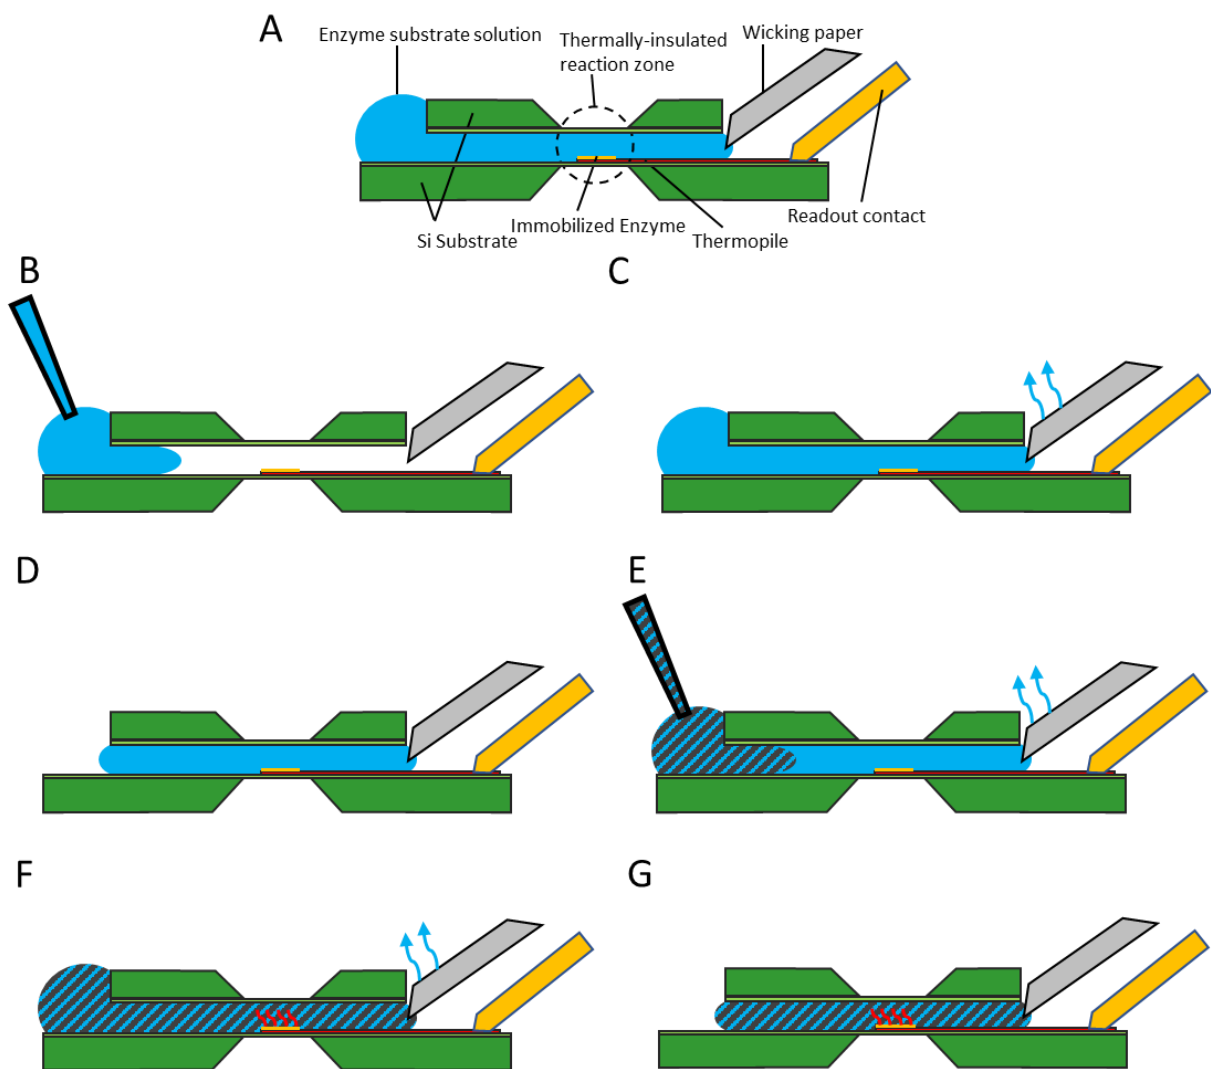 A
Enzyme substrate solution
Thermally-insulated
reaction zone
Wicking paper
Si Substrate
Immobilized Enzyme
Thermopile
Readout contact
B
C
D
E
F
G